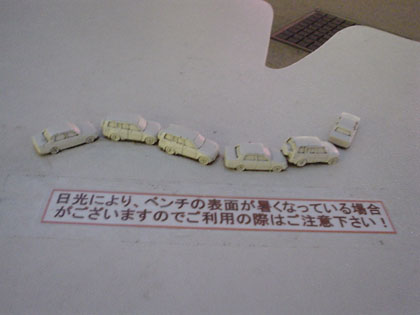 日光により、ベンチの表面が暑くなっている場合
がございますのでご利用の際はご注意下さい！